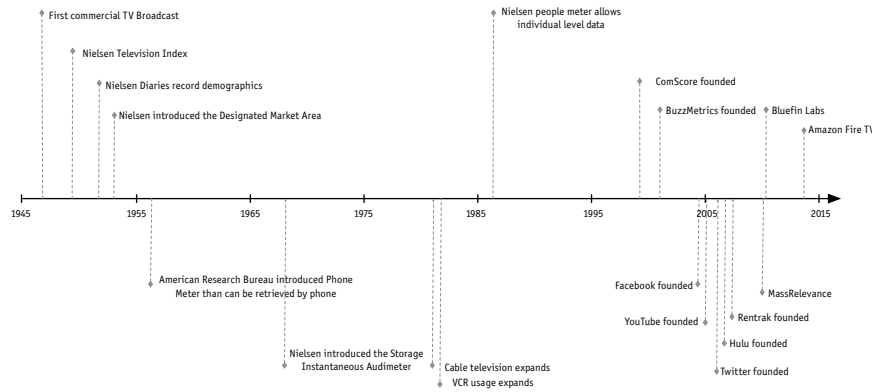 First commercial TV Broadcast
Nielsen Television Index
Nielsen Diaries record demographics
Nielsen introduced the Designated Market Area
Nielsen people meter allows
individual level data
ComScore founded
BuzzMetrics founded
Bluefin Labs
Amazon Fire TV
1945
1955
1965
1975
1985
1995
2005
2015
American Research Bureau introduced Phone
Meter than can be retrieved by phone
Nielsen introduced the Storage
Instantaneous Audimeter
Cable television expands
VCR usage expands
Facebook founded
YouTube founded
MassRelevance
Rentrak founded
Hulu founded
Twitter founded